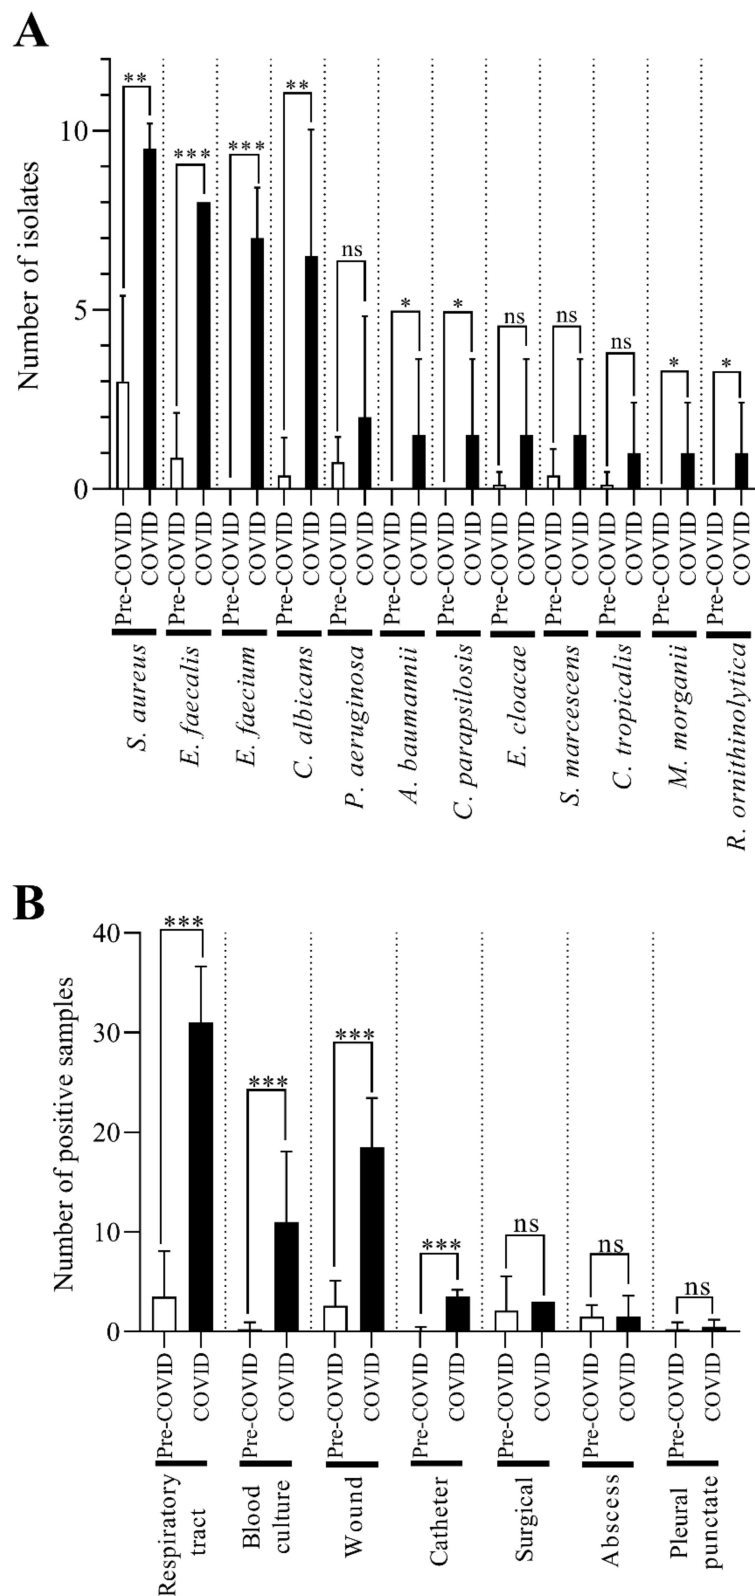 A
Number of isolates
10
5
0
**
***
***
**
ns
*
*
ns
ns
ns
*
*
Pre-COVID
COVID
Pre-COVID
COVID
Pre-COVID
COVID
Pre-COVID
COVID
Pre-COVID
COVID
Pre-COVID
COVID
Pre-COVID
COVID
Pre-COVID
COVID
Pre-COVID
COVID
Pre-COVID
COVID
Pre-COVID
COVID
Pre-COVID
COVID
S. aureus
E. faecalis
E. faecium
C. albicans
P. aeruginosa
A. baumannii
C. parapsilosis
E. cloacae
S. marcescens
C. tropicalis
M. morganii
R. ornithinolytica
B
Number of positive samples
40
30
20
10
0
***
***
***
***
ns
ns
ns
Pre-COVID
COVID
Pre-COVID
COVID
Pre-COVID
COVID
Pre-COVID
COVID
Pre-COVID
COVID
Pre-COVID
COVID
Pre-COVID
COVID
Respiratory
tract
Blood
culture
Wound
Catheter
Surgical
Abscess
Pleural
punctate